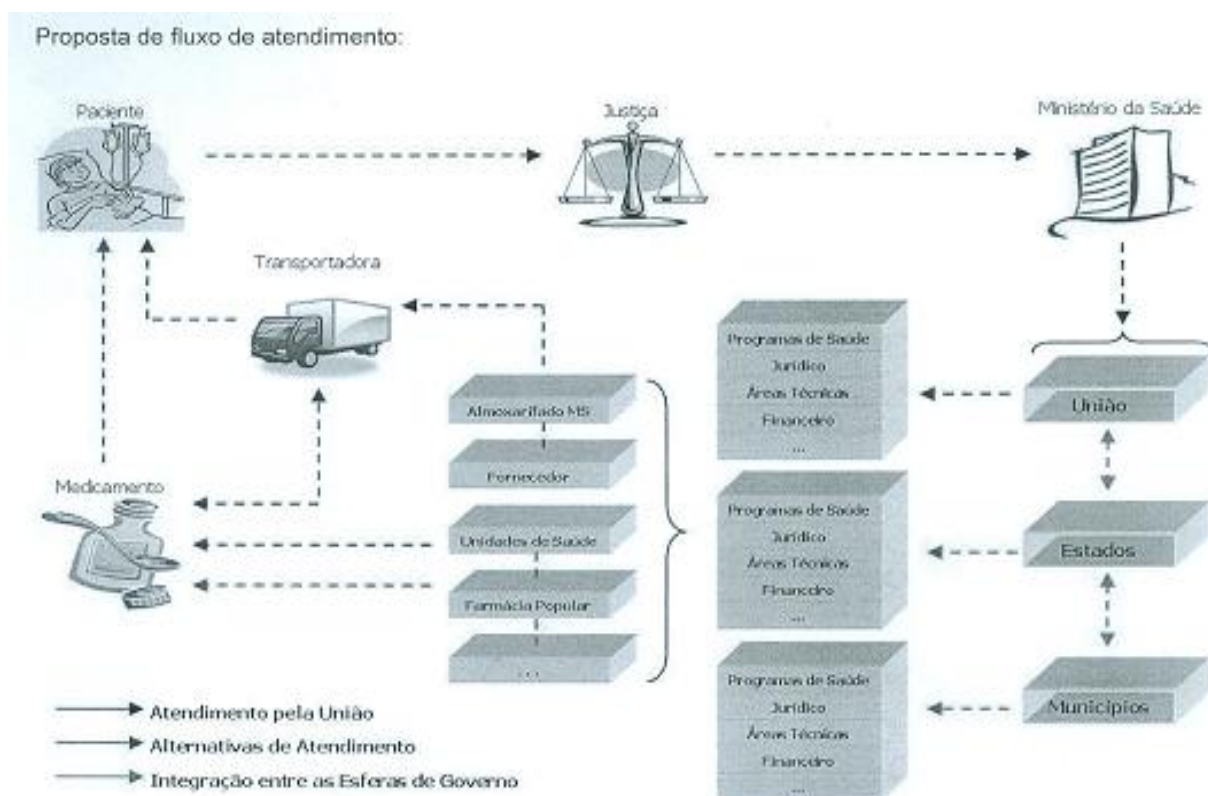 Proposta de fluxo de atendimento:
Paciente
Justiça
Ministério da Saúde
Transportadora
Programas de Saúde
Jurídico
Áreas Técnicas
Financeiro
...
União
Almoxarifado MS
Fornecedor
Medicamento
Unidades de Saúde
Farmácia Popular
...
Programas de Saúde
Jurídico
Áreas Técnicas
Financeiro
...
Estados
Programas de Saúde
Jurídico
Áreas Técnicas
Financeiro
...
Municípios
Atendimento pela União
Alternativas de Atendimento
Integração entre as Esferas de Governo